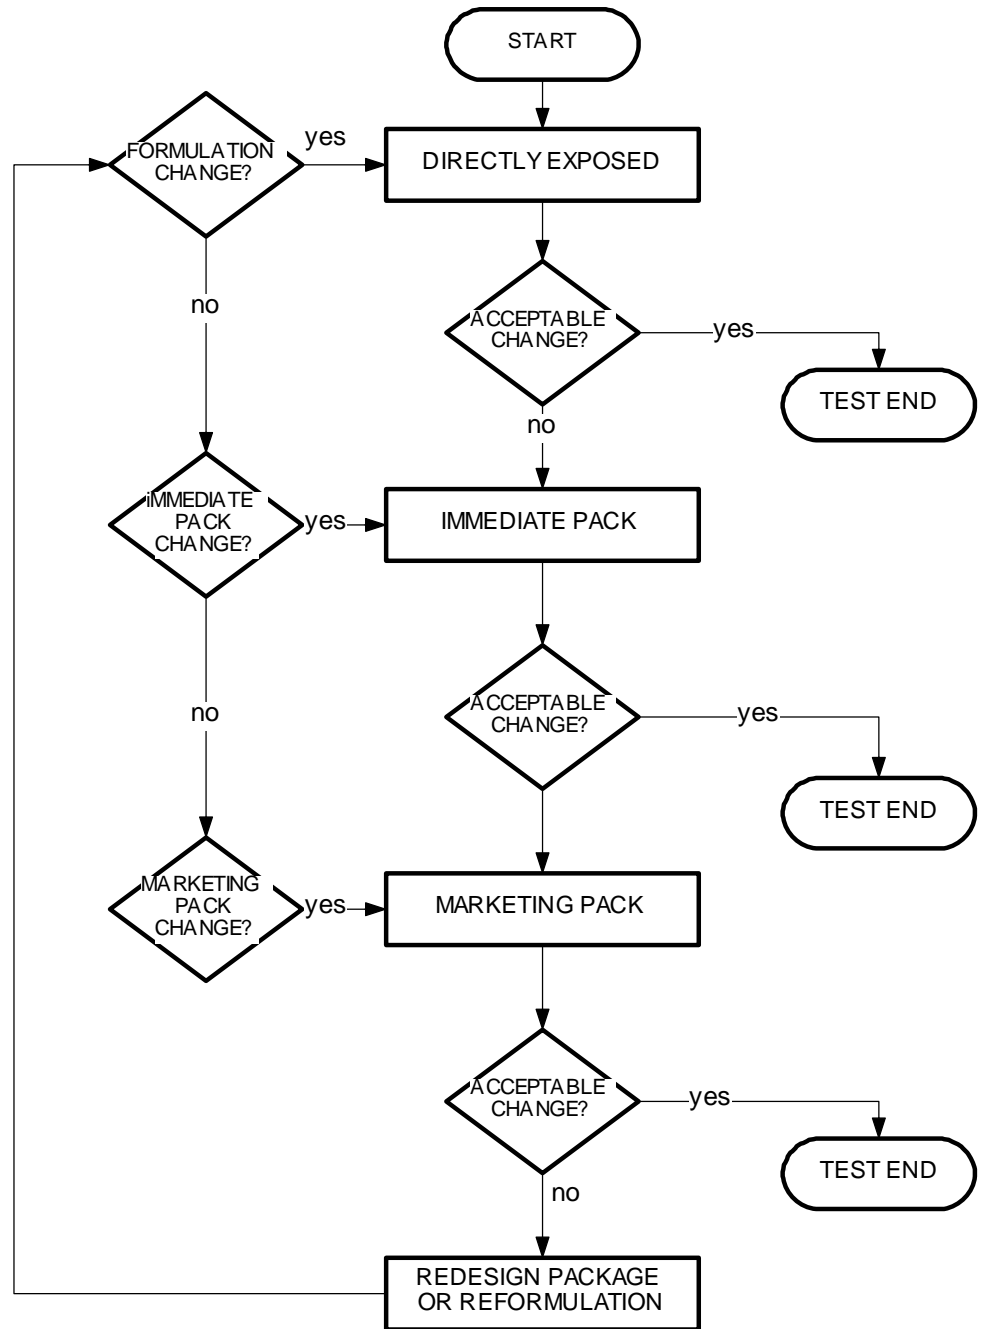 START
FORMULATION
CHANGE?
yes
DIRECTLY EXPOSED
no
ACCEPTABLE
CHANGE?
yes
TEST END
no
iMMEDIATE
PACK
CHANGE?
yes
IMMEDIATE PACK
no
ACCEPTABLE
CHANGE?
yes
TEST END
MARKETING
PACK
CHANGE?
yes
MARKETING PACK
ACCEPTABLE
CHANGE?
yes
TEST END
no
REDESIGN PACKAGE
OR REFORMULATION